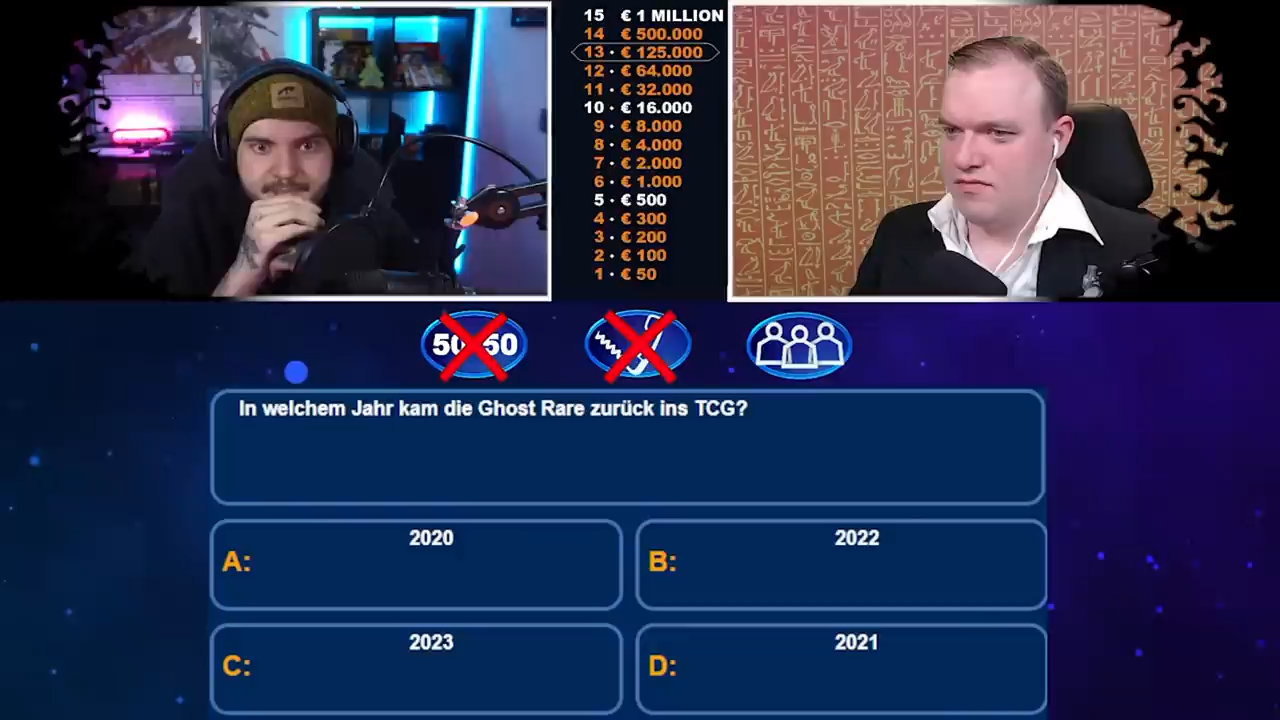 15 € 1 MILLION
14 € 500.000
13 · € 125.000
12 · € 64.000
11 · € 32.000
10 · € 16.000
9 · € 8.000
8 · € 4.000
7 · € 2.000
6 · € 1.000
5 · € 500
4 · € 300
3 · € 200
2 · € 100
1 · € 50
50:50
In welchem Jahr kam die Ghost Rare zurück ins TCG?
A: 2020
B: 2022
C: 2023
D: 2021